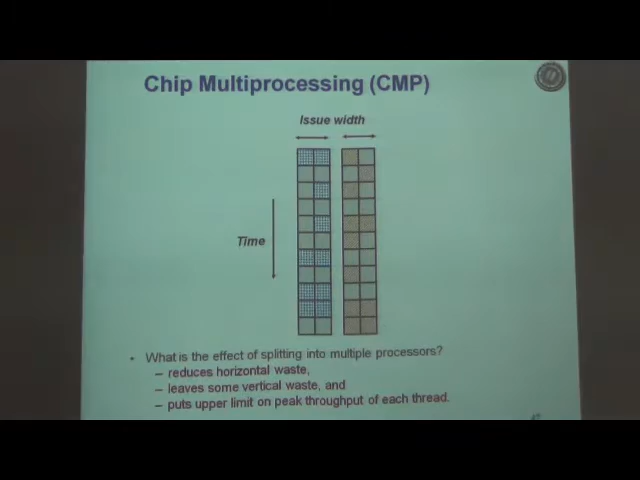 Chip Multiprocessing (CMP)
Issue width
Time
• What is the effect of splitting into multiple processors?
– reduces horizontal waste,
– leaves some vertical waste, and
– puts upper limit on peak throughput of each thread.